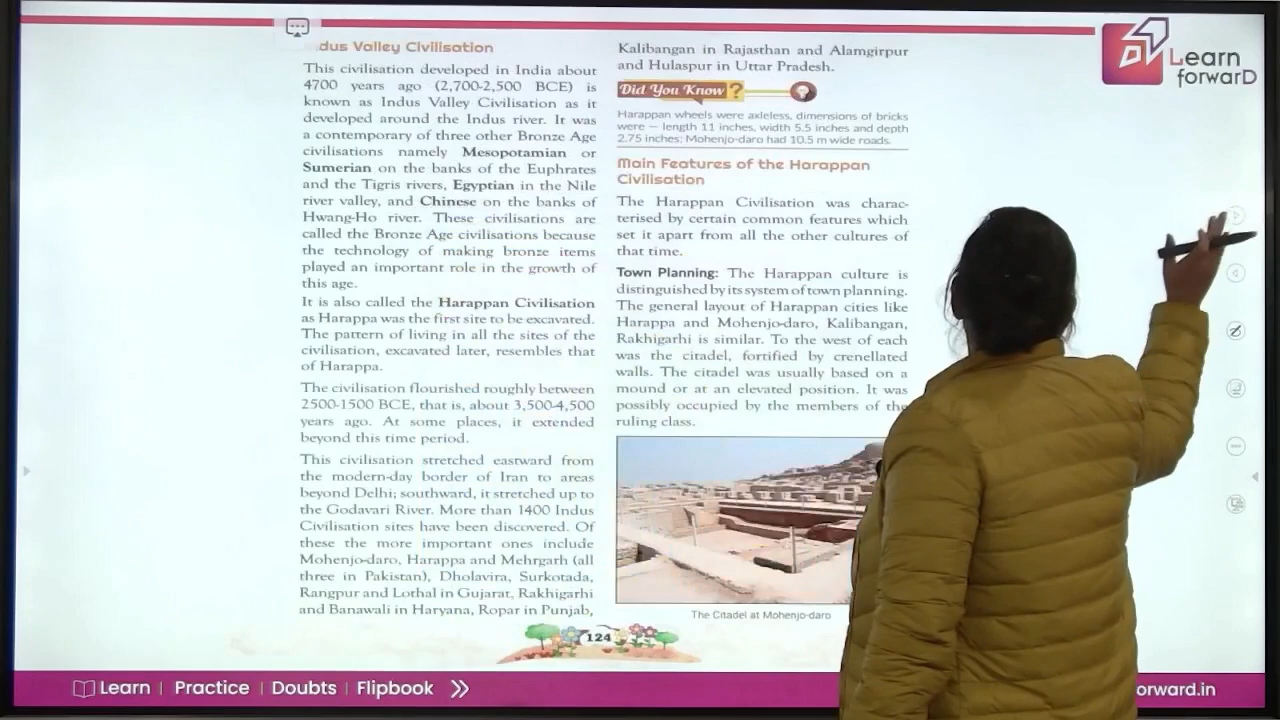 dus Valley Civilisation
This civilisation developed in India about
4700 years ago (2,700-2,500 BCE) is
known as Indus Valley Civilisation as it
developed around the Indus river. It was
a contemporary of three other Bronze Age
civilisations namely Mesopotamian or
Sumerian on the banks of the Euphrates
and the Tigris rivers, Egyptian in the Nile
river valley, and Chinese on the banks of
Hwang-Ho river. These civilisations are
called the Bronze Age civilisations because
the technology of making bronze items
played an important role in the growth of
this age.
It is also called the Harappan Civilisation
as Harappa was the first site to be excavated.
The pattern of living in all the sites of the
civilisation, excavated later, resembles that
of Harappa.
The civilisation flourished roughly between
2500-1500 BCE, that is, about 3,500-4,500
years ago. At some places, it extended
beyond this time period.
This civilisation stretched eastward from
the modern-day border of Iran to areas
beyond Delhi; southward, it stretched up to
the Godavari River. More than 1400 Indus
Civilisation sites have been discovered. Of
these the more important ones include
Mohenjo-daro, Harappa and Mehrgarh (all
three in Pakistan), Dholavira, Surkotada,
Rangpur and Lothal in Gujarat, Rakhigarhi
and Banawali in Haryana, Ropar in Punjab,
Kalibangan in Rajasthan and Alamgirpur
and Hulaspur in Uttar Pradesh.
Did You Know ?
Harappan wheels were axleless, dimensions of bricks
were — length 11 inches, width 5.5 inches and depth
2.75 inches; Mohenjo-daro had 10.5 m wide roads.
Main Features of the Harappan
Civilisation
The Harappan Civilisation was charac-
terised by certain common features which
set it apart from all the other cultures of
that time.
Town Planning: The Harappan culture is
distinguished by its system of town planning.
The general layout of Harappan cities like
Harappa and Mohenjo-daro, Kalibangan,
Rakhigarhi is similar. To the west of each
was the citadel, fortified by crenellated
walls. The citadel was usually based on a
mound or at an elevated position. It was
possibly occupied by the members of the
ruling class.
The Citadel at Mohenjo-daro
124
Learn
forwarD
Learn | Practice | Doubts | Flipbook
orward.in